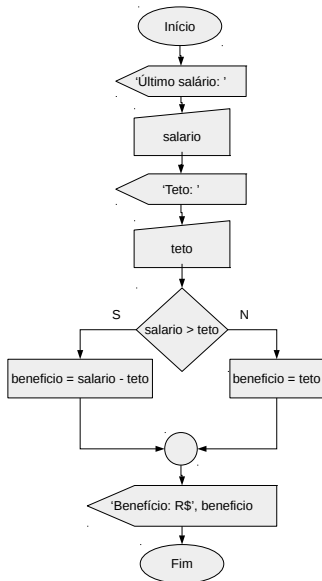 Início
‘Último salário: ’
salario
‘Teto: ’
teto
S
N
salario > teto
beneficio = salario - teto
beneficio = teto
‘Benefício: R$’, beneficio
Fim